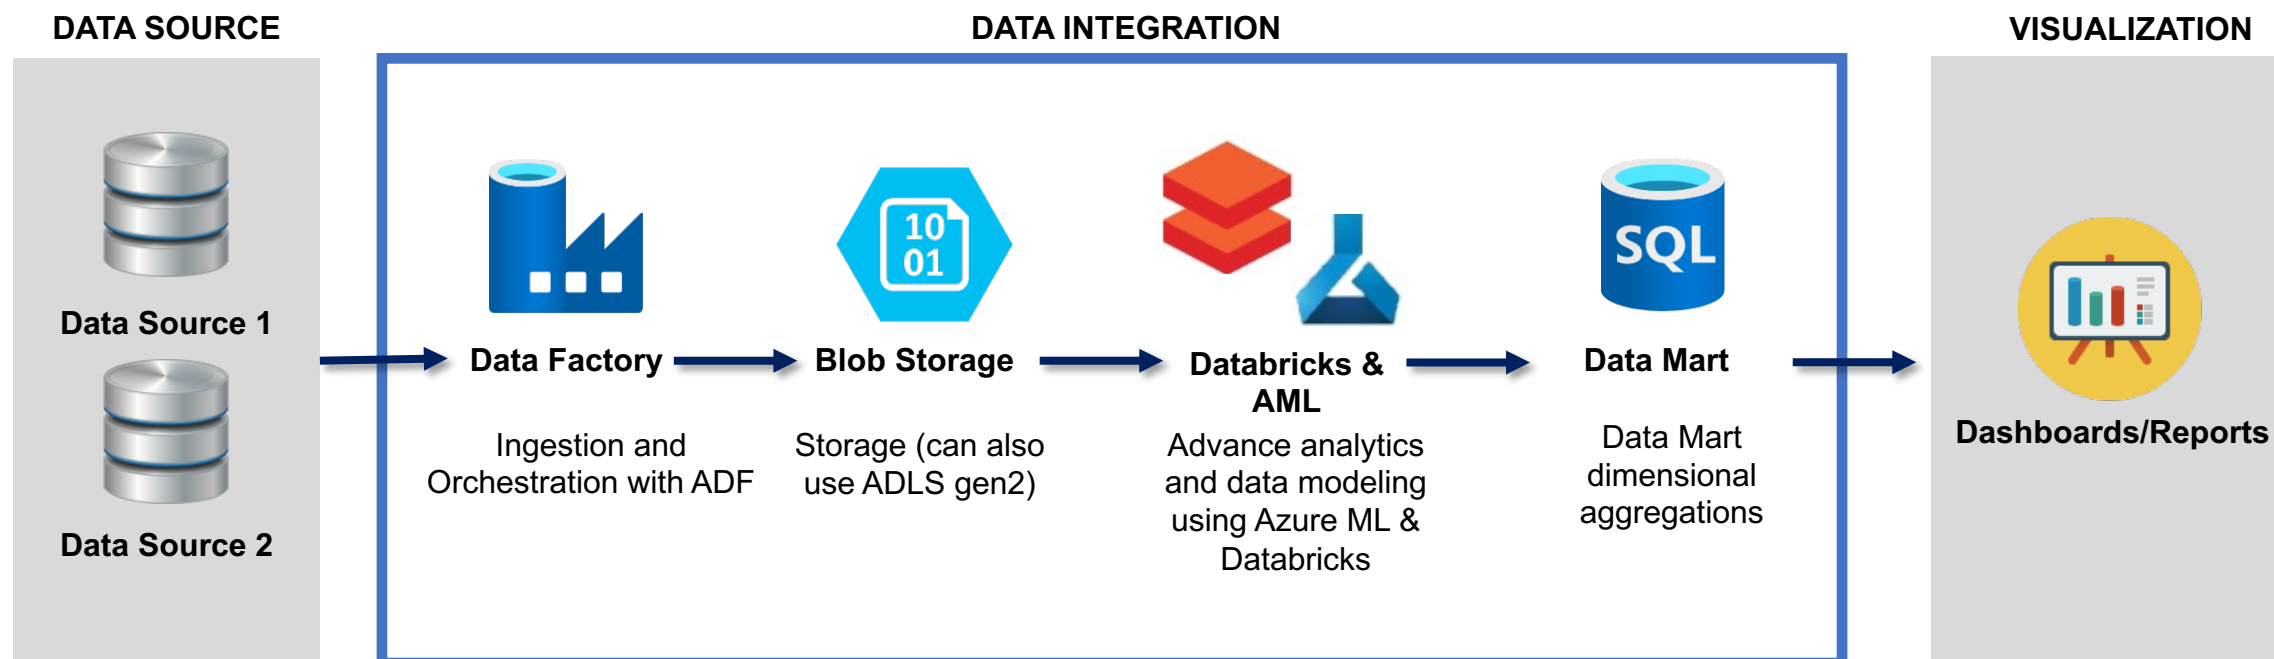 DATA SOURCE
DATA INTEGRATION
VISUALIZATION
Data Source 1
Data Source 2
10
01
SQL
Data Factory
Blob Storage
Databricks &
AML
Data Mart
Ingestion and
Orchestration with ADF
Storage (can also
use ADLS gen2)
Advance analytics
and data modeling
using Azure ML &
Databricks
Data Mart
dimensional
aggregations
Dashboards/Reports